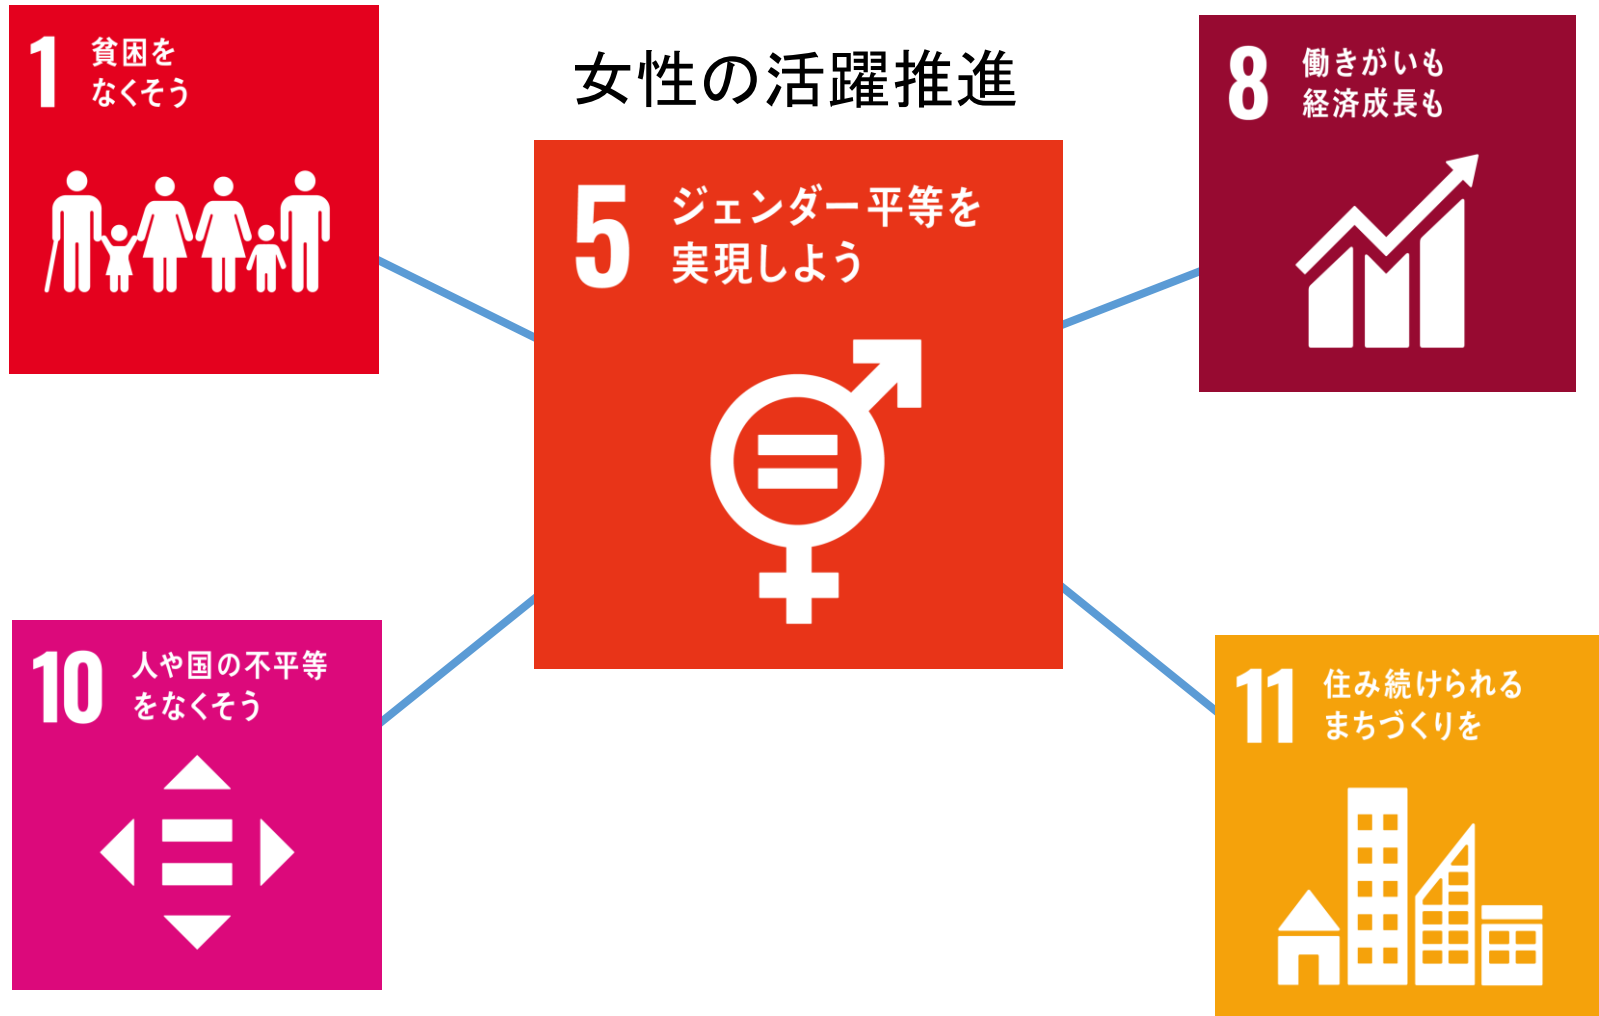 女性の活躍推進
1 貧困を
なくそう
5 ジェンダー平等を
実現しよう
8 働きがいも
経済成長も
10 人や国の不平等
をなくそう
11 住み続けられる
まちづくりを